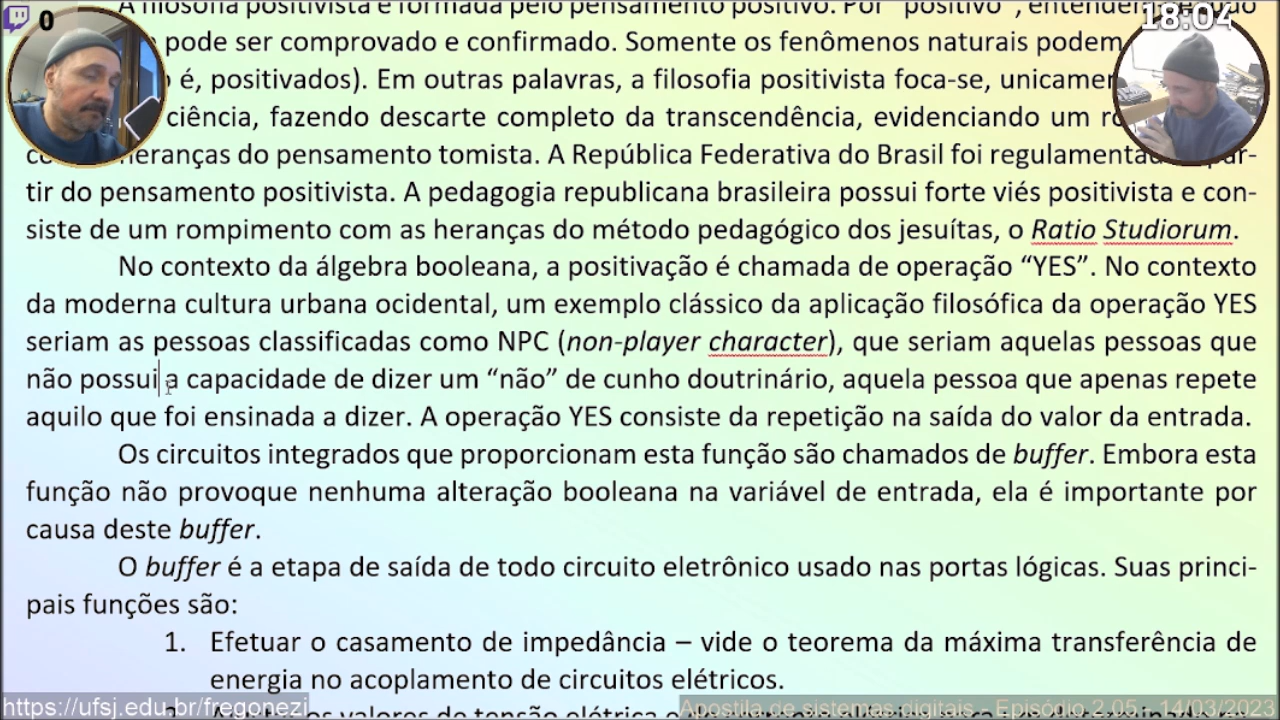 A filosofia positivista é formada pelo pensamento positivo. Por "positivo", entende
0
18:04
pode ser comprovado e confirmado. Somente os fenômenos naturais podem
é, positivados). Em outras palavras, a filosofia positivista foca-se,
ciência, fazendo descarte completo da transcendência, evidenciando um
heranças do pensamento tomista. A República Federativa do Brasil foi par-
tir do pensamento positivista. A pedagogia republicana brasileira possui forte viés positivista e con-
siste de um rompimento com as heranças do método pedagógico dos jesuítas, o Ratio Studiorum.
No contexto da álgebra booleana, a positivação é chamada de operação “YES”. No contexto
da moderna cultura urbana ocidental, um exemplo clássico da aplicação filosófica da operação YES
seriam as pessoas classificadas como NPC (non-player character), que seriam aquelas pessoas que
não possui a capacidade de dizer um “não” de cunho doutrinário, aquela pessoa que apenas repete
aquilo que foi ensinada a dizer. A operação YES consiste da repetição na saída do valor da entrada.
Os circuitos integrados que proporcionam esta função são chamados de buffer. Embora esta
função não provoque nenhuma alteração booleana na variável de entrada, ela é importante por
causa deste buffer.
O buffer é a etapa de saída de todo circuito eletrônico usado nas portas lógicas. Suas princi-
pais funções são:
1. Efetuar o casamento de impedância – vide o teorema da máxima transferência de
energia no acoplamento de circuitos elétricos.
https://ufsj.edu.br/fregonezi
Apostila de sistemas digitais - Episódio 2.05 - 14/03/2023